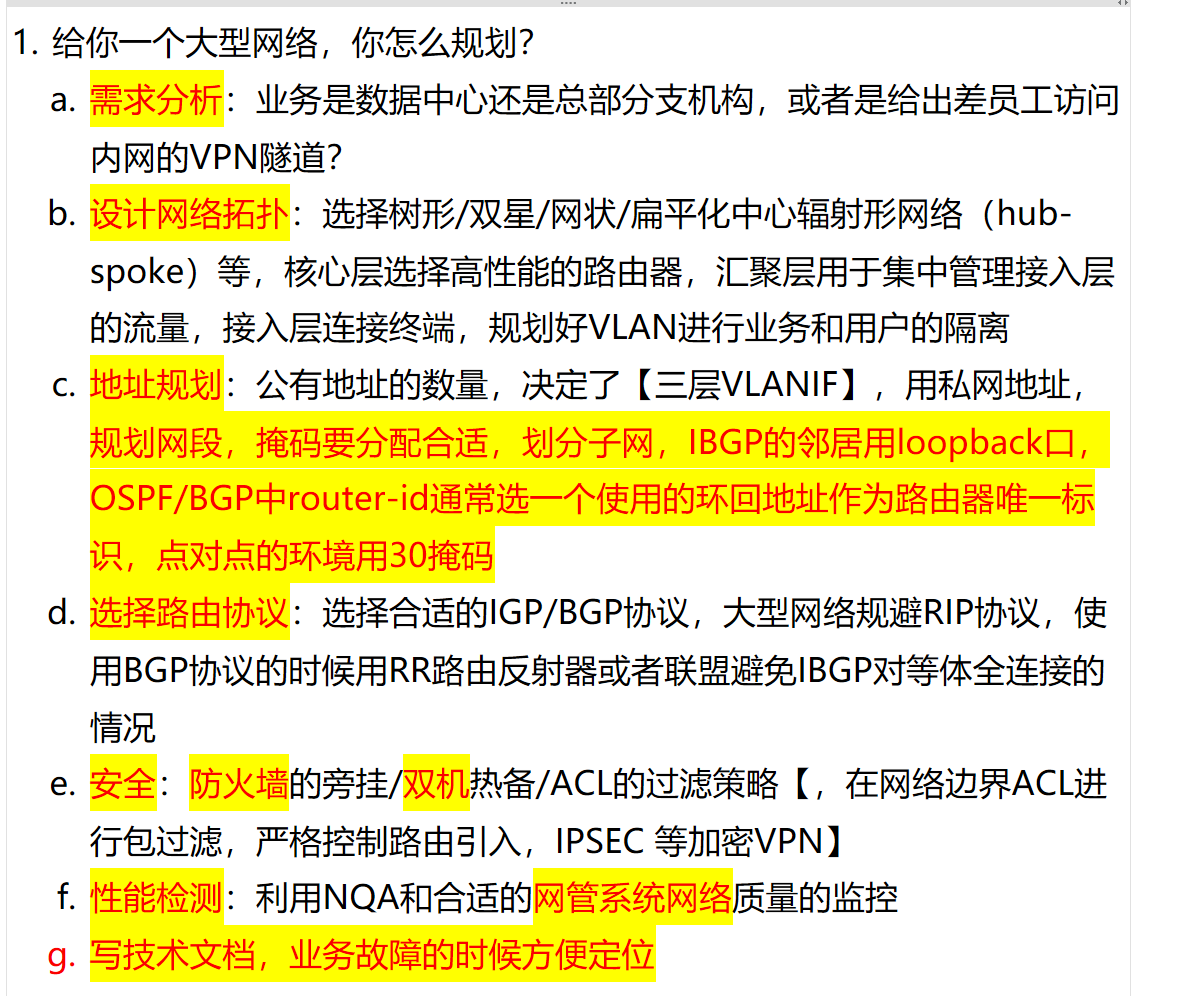 1. 给你一个大型网络，你怎么规划？
a. 需求分析：业务是数据中心还是总部分支机构，或者是给出差员工访问
内网的VPN隧道？
b. 设计网络拓扑：选择树形/双星/网状/扁平化中心辐射形网络（hub-
spoke）等，核心层选择高性能的路由器，汇聚层用于集中管理接入层
的流量，接入层连接终端，规划好VLAN进行业务和用户的隔离
c. 地址规划：公有地址的数量，决定了【三层VLANIF】，用私网地址，
规划网段，掩码要分配合适，划分子网，IBGP的邻居用loopback口，
OSPF/BGP中router-id通常选一个使用的环回地址作为路由器唯一标
识，点对点的环境用30掩码
d. 选择路由协议：选择合适的IGP/BGP协议，大型网络规避RIP协议，使
用BGP协议的时候用RR路由反射器或者联盟避免IBGP对等体全连接的
情况
e. 安全：防火墙的旁挂/双机热备/ACL的过滤策略【，在网络边界ACL进
行包过滤，严格控制路由引入，IPSEC 等加密VPN】
f. 性能检测：利用NQA和合适的网管系统网络质量的监控
g. 写技术文档，业务故障的时候方便定位